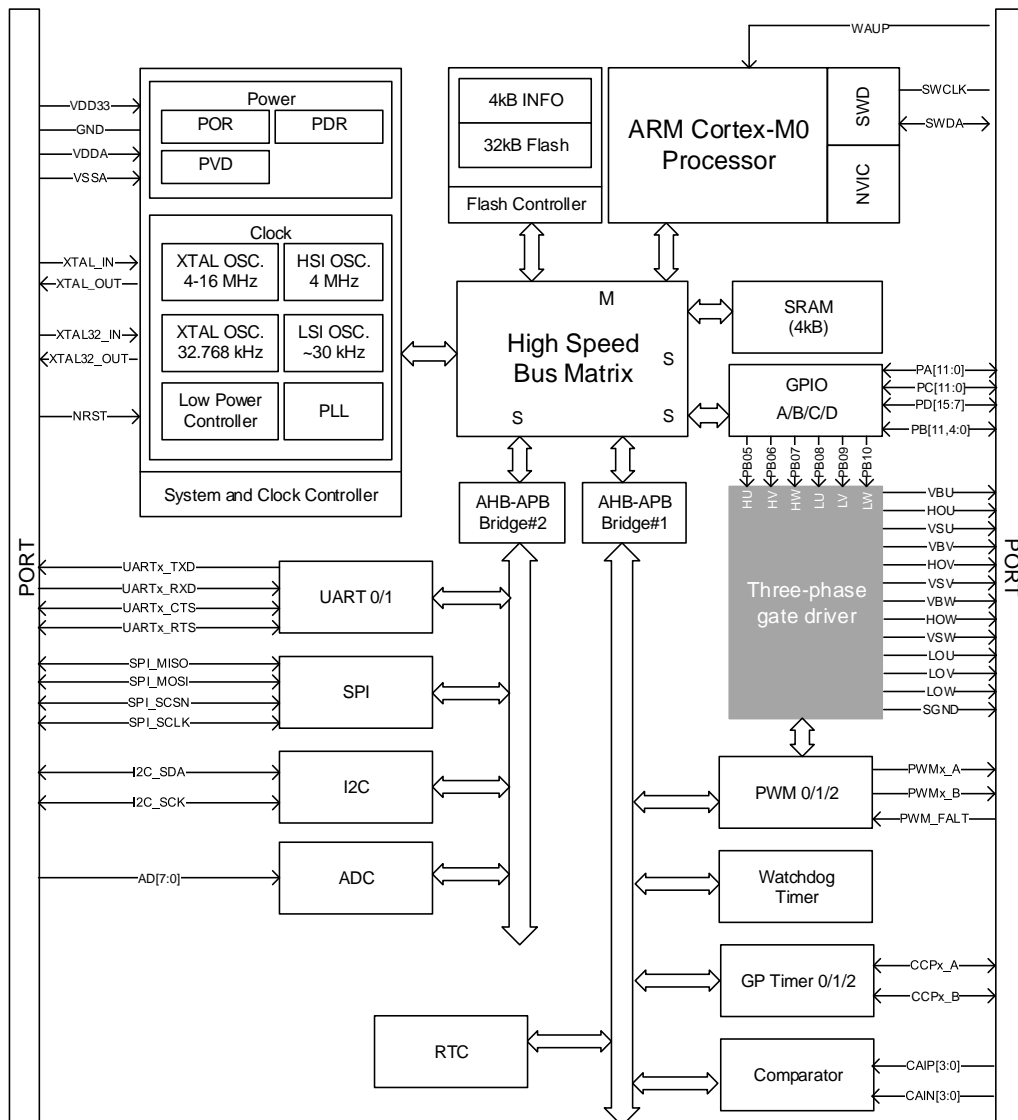 PORT
VDD33
GND
VDDA
VSSA
XTAL_IN
XTAL_OUT
XTAL32_IN
XTAL32_OUT
NRST
Power
POR
PDR
PVD
Clock
XTAL OSC.
4-16 MHz
HSI OSC.
4 MHz
XTAL OSC.
32.768 kHz
LSI OSC.
~30 kHz
Low Power
Controller
PLL
System and Clock Controller
4kB INFO
32kB Flash
Flash Controller
ARM Cortex-M0
Processor
SWD
NVIC
WAUP
SWCLK
SWDA
M
High Speed
Bus Matrix
S
S
S
SRAM
(4kB)
GPIO
A/B/C/D
PA[11:0]
PC[11:0]
PD[15:7]
PB[11,4:0]
PB05
PB06
PB07
PB08
PB09
PB10
HU
HV
HW
LU
LV
LW
Three-phase
gate driver
VBU
HOU
VSU
VBV
HOV
VSV
VBW
HOW
VSW
LOU
LOV
LOW
SGND
AHB-APB
Bridge#2
AHB-APB
Bridge#1
UARTx_TXD
UARTx_RXD
UARTx_CTS
UARTx_RTS
UART 0/1
SPI_MISO
SPI_MOSI
SPI_SCSN
SPI_SCLK
SPI
I2C_SDA
I2C_SCK
I2C
AD[7:0]
ADC
RTC
PWM 0/1/2
PWMx_A
PWMx_B
PWM_FALT
Watchdog
Timer
GP Timer 0/1/2
CCPx_A
CCPx_B
Comparator
CAIP[3:0]
CAIN[3:0]
PORT